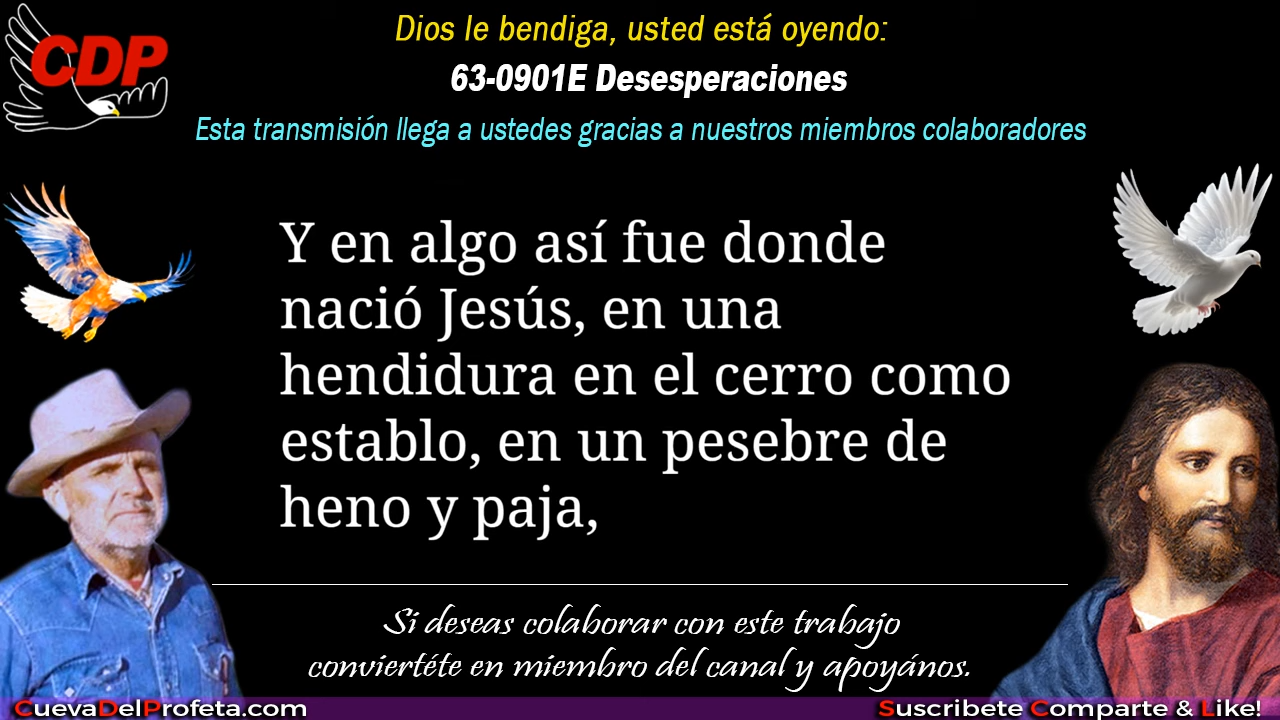 CDP
Dios le bendiga, usted está oyendo:
63-0901E Desesperaciones
Esta transmisión llega a ustedes gracias a nuestros miembros colaboradores
Y en algo así fue donde
nació Jesús, en una
hendidura en el cerro como
establo, en un pesebre de
heno y paja,
Si deseas colaborar con este trabajo
conviertéte en miembro del canal y apoyános.
CuevaDelProfeta.com
Suscribete Comparte & Like!